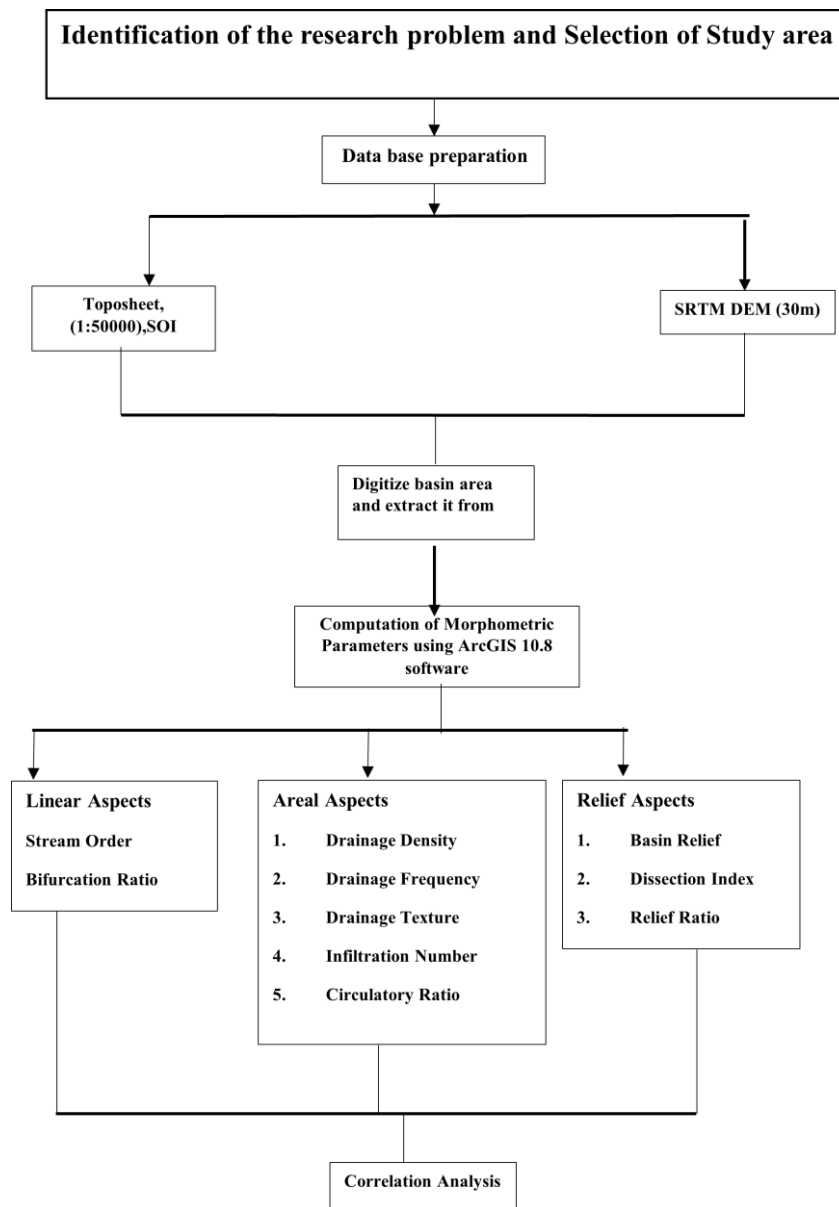 Identification of the research problem and Selection of Study area
Data base preparation
Toposheet,
(1:50000),SOI
SRTM DEM (30m)
Digitize basin area
and extract it from
Computation of Morphometric
Parameters using ArcGIS 10.8
software
Linear Aspects
Stream Order
Bifurcation Ratio
Areal Aspects
1. Drainage Density
2. Drainage Frequency
3. Drainage Texture
4. Infiltration Number
5. Circulatory Ratio
Relief Aspects
1. Basin Relief
2. Dissection Index
3. Relief Ratio
Correlation Analysis